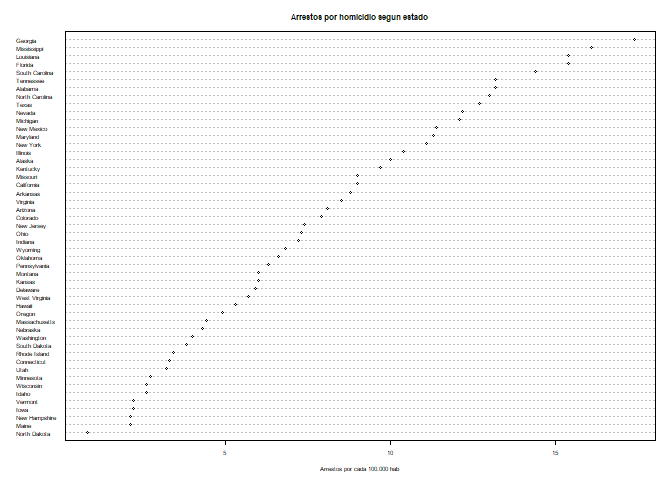 Arrestos por homicidio segun estado
Georgia
Mississippi
Louisiana
Florida
South Carolina
Tennessee
Alabama
North Carolina
Texas
Nevada
Michigan
New Mexico
Maryland
New York
Illinois
Alaska
Kentucky
Missouri
California
Arkansas
Virginia
Arizona
Colorado
New Jersey
Ohio
Indiana
Wyoming
Oklahoma
Pennsylvania
Montana
Kansas
Delaware
West Virginia
Hawaii
Oregon
Massachusetts
Nebraska
Washington
South Dakota
Rhode Island
Connecticut
Utah
Minnesota
Wisconsin
Idaho
Vermont
Iowa
New Hampshire
Maine
North Dakota
5 10 15
Arrestos por cada 100.000 hab